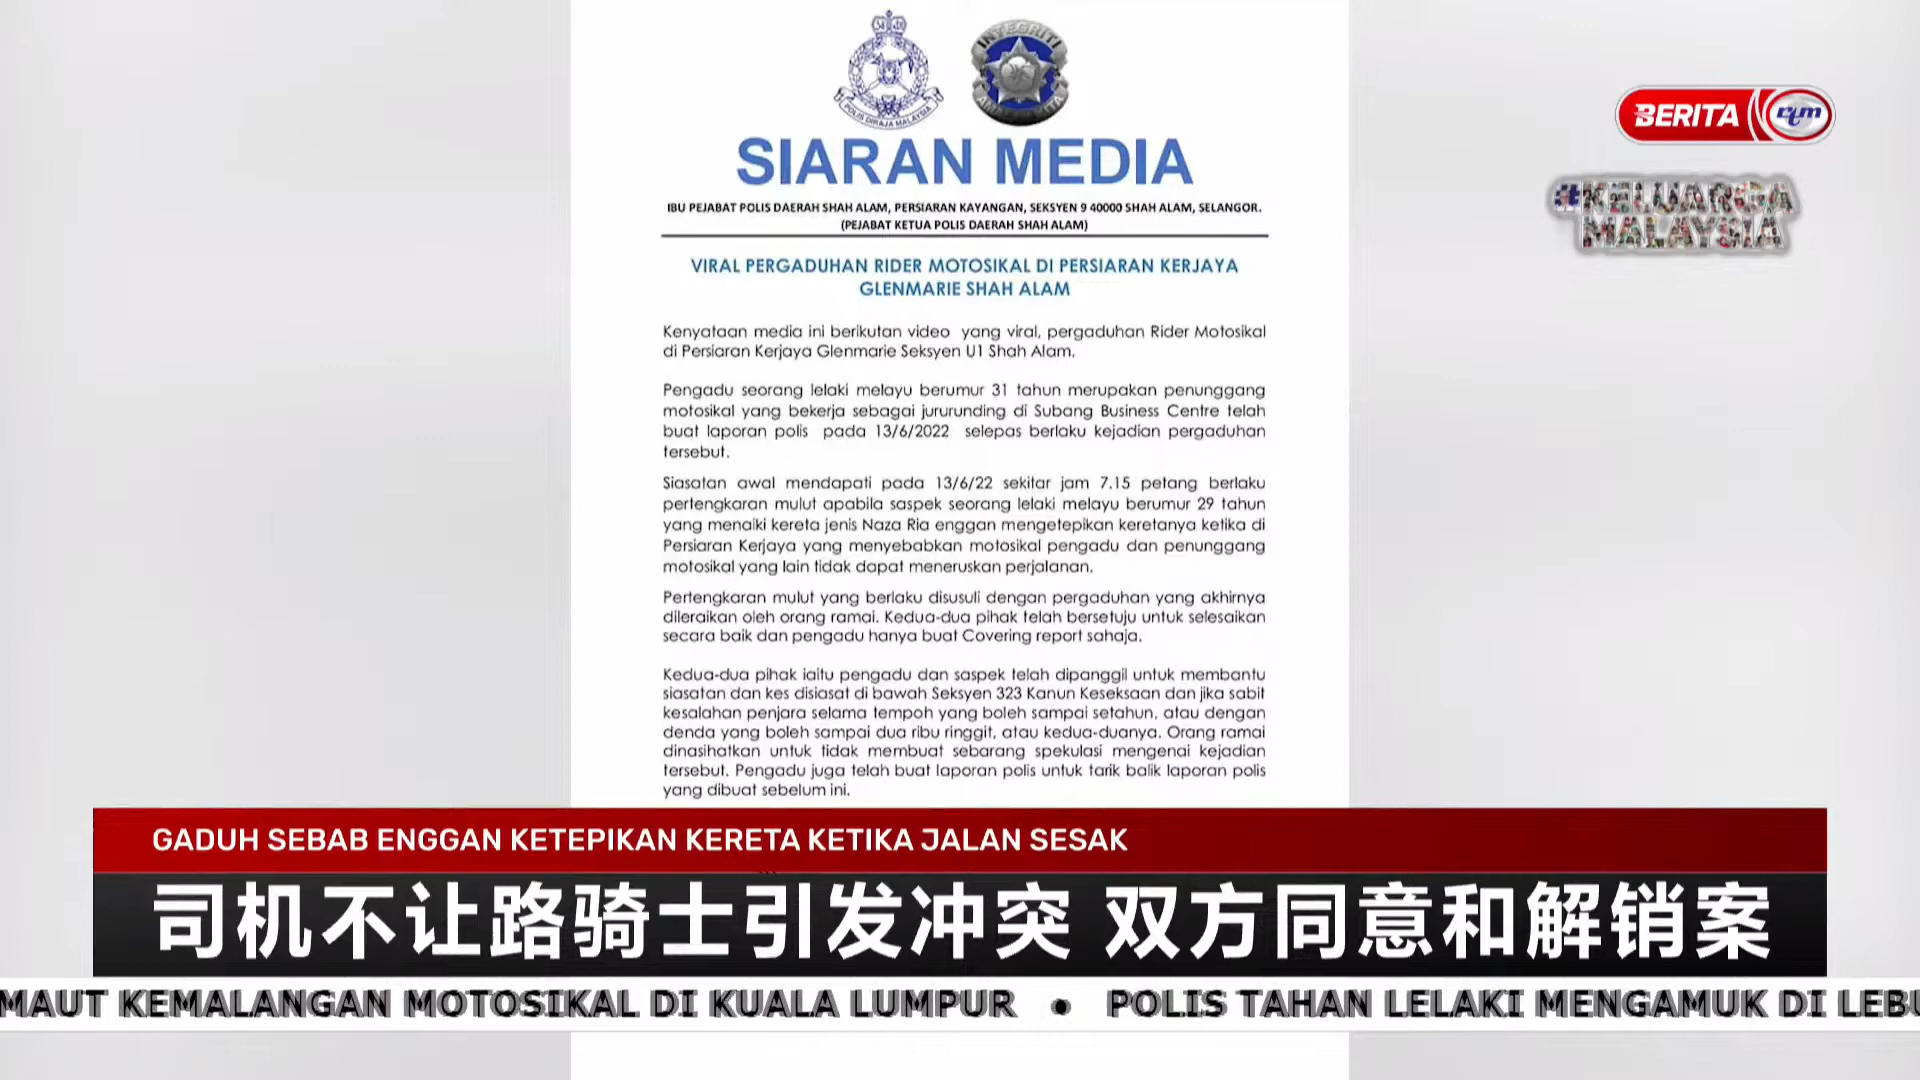 POLIS DIRAJA MALAYSIA
INTEGRITI
SIARAN MEDIA
IBU PEJABAT POLIS DAERAH SHAH ALAM, PERSIARAN KAYANGAN, SEKSYEN 9 40000 SHAH ALAM, SELANGOR.
(PEJABAT KETUA POLIS DAERAH SHAH ALAM)
BERITA rtm
#KELUARGA
MALAYSIA
VIRAL PERGADUHAN RIDER MOTOSIKAL DI PERSIARAN KERJAYA
GLENMARIE SHAH ALAM
Kenyataan media ini berikutan video yang viral, pergaduhan Rider Motosikal
di Persiaran Kerjaya Glenmarie Seksyen U1 Shah Alam.
Pengadu seorang lelaki melayu berumur 31 tahun merupakan penunggang
motosikal yang bekerja sebagai jururunding di Subang Business Centre telah
buat laporan polis pada 13/6/2022 selepas berlaku kejadian pergaduhan
tersebut.
Siasatan awal mendapati pada 13/6/22 sekitar jam 7.15 petang berlaku
pertengkaran mulut apabila saspek seorang lelaki melayu berumur 29 tahun
yang menaiki kereta jenis Naza Ria enggan mengetepikan keretanya ketika di
Persiaran Kerjaya yang menyebabkan motosikal pengadu dan penunggang
motosikal yang lain tidak dapat meneruskan perjalanan.
Pertengkaran mulut yang berlaku disusuli dengan pergaduhan yang akhirnya
dileraikan oleh orang ramai. Kedua-dua pihak telah bersetuju untuk selesaikan
secara baik dan pengadu hanya buat Covering report sahaja.
Kedua-dua pihak iaitu pengadu dan saspek telah dipanggil untuk membantu
siasatan dan kes disiasat di bawah Seksyen 323 Kanun Keseksaan dan jika sabit
kesalahan penjara selama tempoh yang boleh sampai setahun, atau dengan
denda yang boleh sampai dua ribu ringgit, atau kedua-duanya. Orang ramai
dinasihatkan untuk tidak membuat sebarang spekulasi mengenai kejadian
tersebut. Pengadu juga telah buat laporan polis untuk tarik balik laporan polis
yang dibuat sebelum ini.
GADUH SEBAB ENGGAN KETEPIKAN KERETA KETIKA JALAN SESAK
司机不让路骑士引发冲突 双方同意和解销案
MAUT KEMALANGAN MOTOSIKAL DI KUALA LUMPUR • POLIS TAHAN LELAKI MENGAMUK DI LEBU